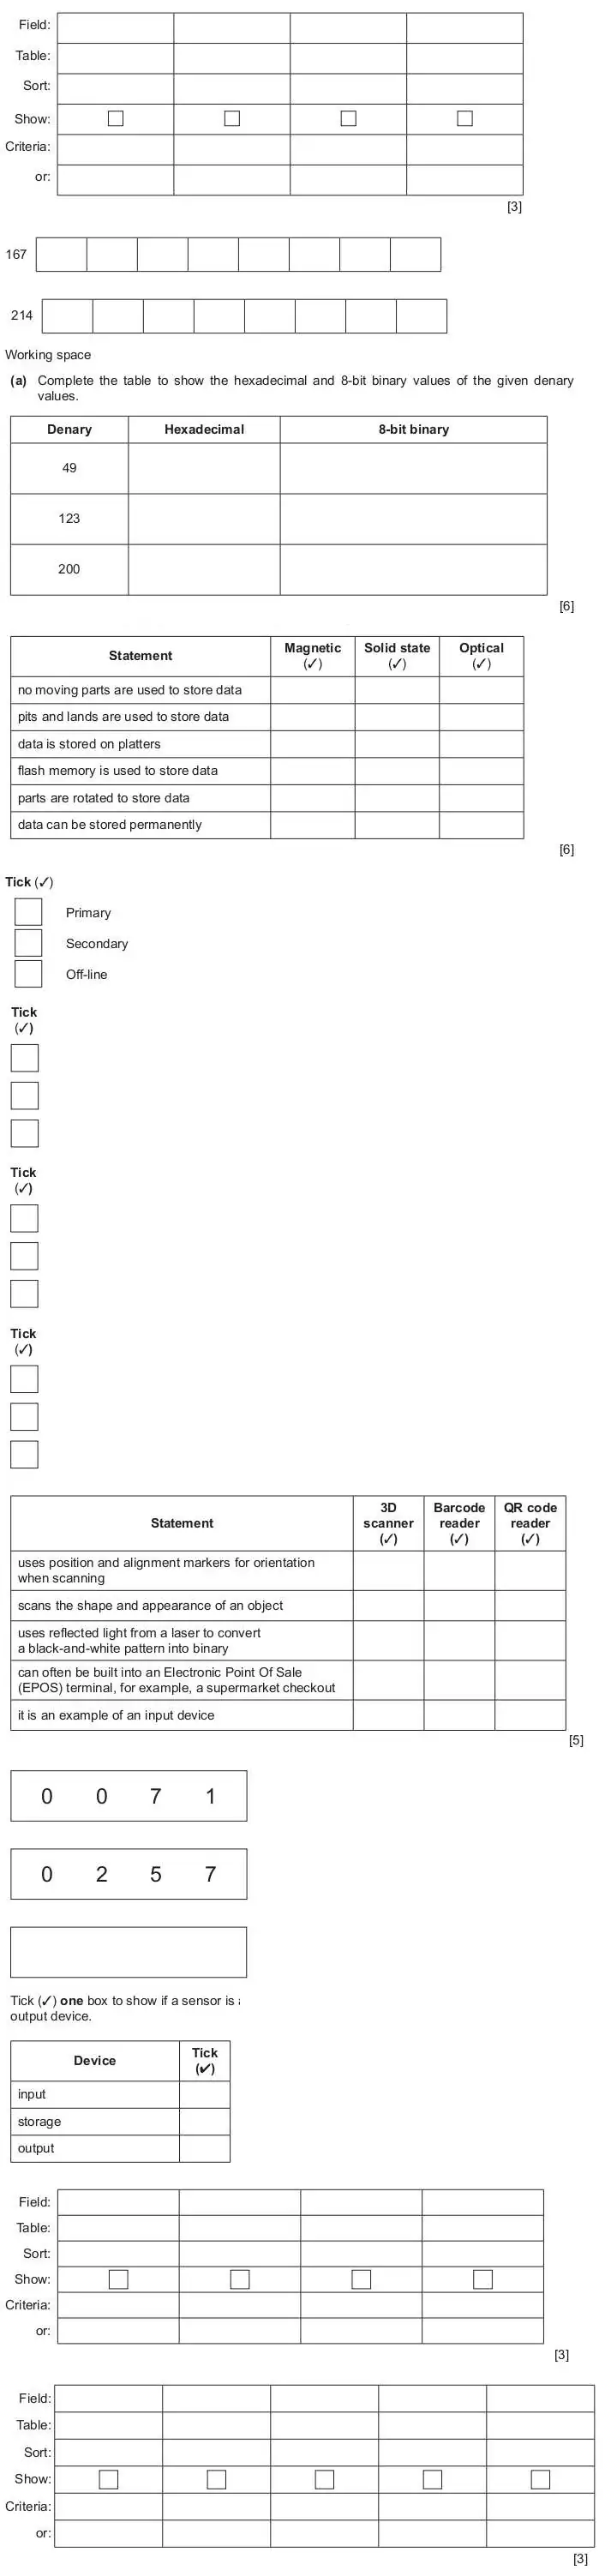 Field:
Table:
Sort:
Show:
Criteria:
or:
[3]
167
214
Working space
(a) Complete the table to show the hexadecimal and 8-bit binary values of the given denary
values.
Denary Hexadecimal 8-bit binary
49
123
200
[6]
Statement Magnetic (✓) Solid state (✓) Optical (✓)
no moving parts are used to store data
pits and lands are used to store data
data is stored on platters
flash memory is used to store data
parts are rotated to store data
data can be stored permanently
[6]
Tick (✓)
Primary
Secondary
Off-line
Tick
(✓)
Tick
(✓)
Tick
(✓)
Statement 3D scanner (✓) Barcode reader (✓) QR code reader (✓)
uses position and alignment markers for orientation
when scanning
scans the shape and appearance of an object
uses reflected light from a laser to convert
a black-and-white pattern into binary
can often be built into an Electronic Point Of Sale
(EPOS) terminal, for example, a supermarket checkout
it is an example of an input device
[5]
0 0 7 1
0 2 5 7
Tick (✓) one box to show if a sensor is
output device.
Device Tick (✔)
input
storage
output
Field:
Table:
Sort:
Show:
Criteria:
or:
[3]
Field:
Table:
Sort:
Show:
Criteria:
or:
[3]